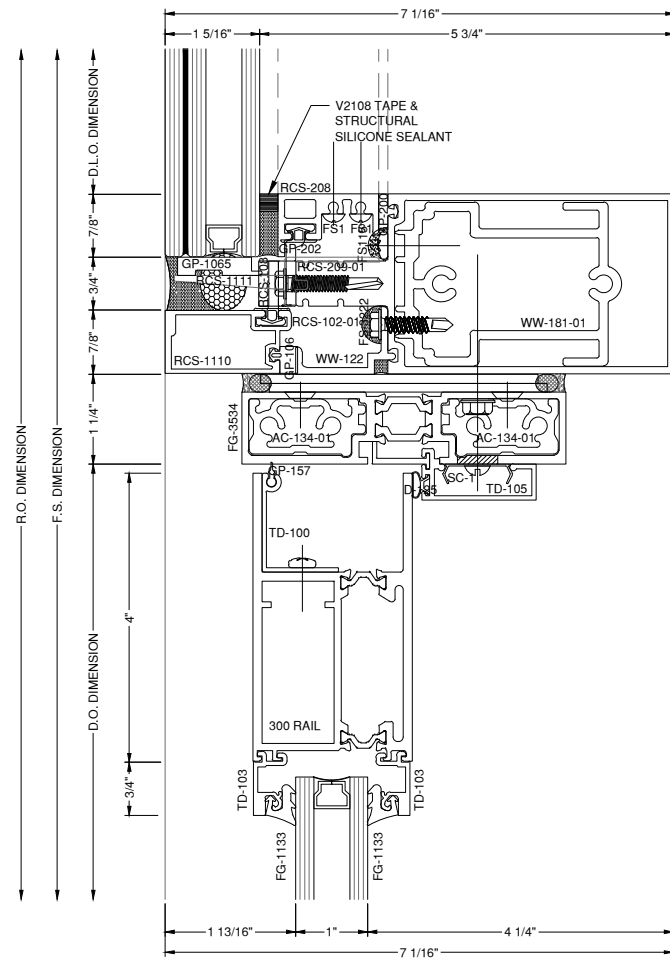 7 1/16"
1 5/16"
5 3/4"
V2108 TAPE &
STRUCTURAL
SILICONE SEALANT
D.L.O. DIMENSION
7/8"
RCS-208
FS1
GP-200
GP-202
GP-1065
RCS-1111
RCS-209-01
3/4"
RCS-102-01
WW-181-01
7/8"
RCS-1110
GP-106
WW-122
1 1/4"
FG-3534
AC-134-01
AC-134-01
GP-157
SC-1
TD-105
TD-100
R.O. DIMENSION
F.S. DIMENSION
D.O. DIMENSION
4"
300 RAIL
3/4"
TD-103
TD-103
FG-1133
FG-1133
1 13/16"
1"
4 1/4"
7 1/16"